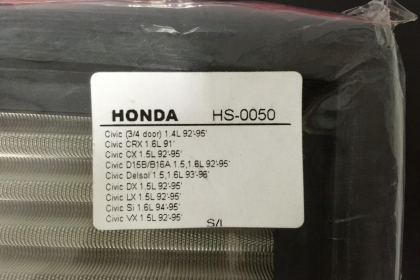 HONDA HS-0050
Civic (3/4 door) 1.4L 92'-95'
Civic CRX 1.6L 91'
Civic CX 1.5L 92'-95'
Civic D15B/B16A 1.5,1.6L 92'-95'
Civic Delsol 1.5,1.6L 93'-96'
Civic DX 1.5L 92'-95'
Civic LX 1.5L 92'-95'
Civic Si 1.6L 94'-95'
Civic VX 1.5L 92'-95'
S/I